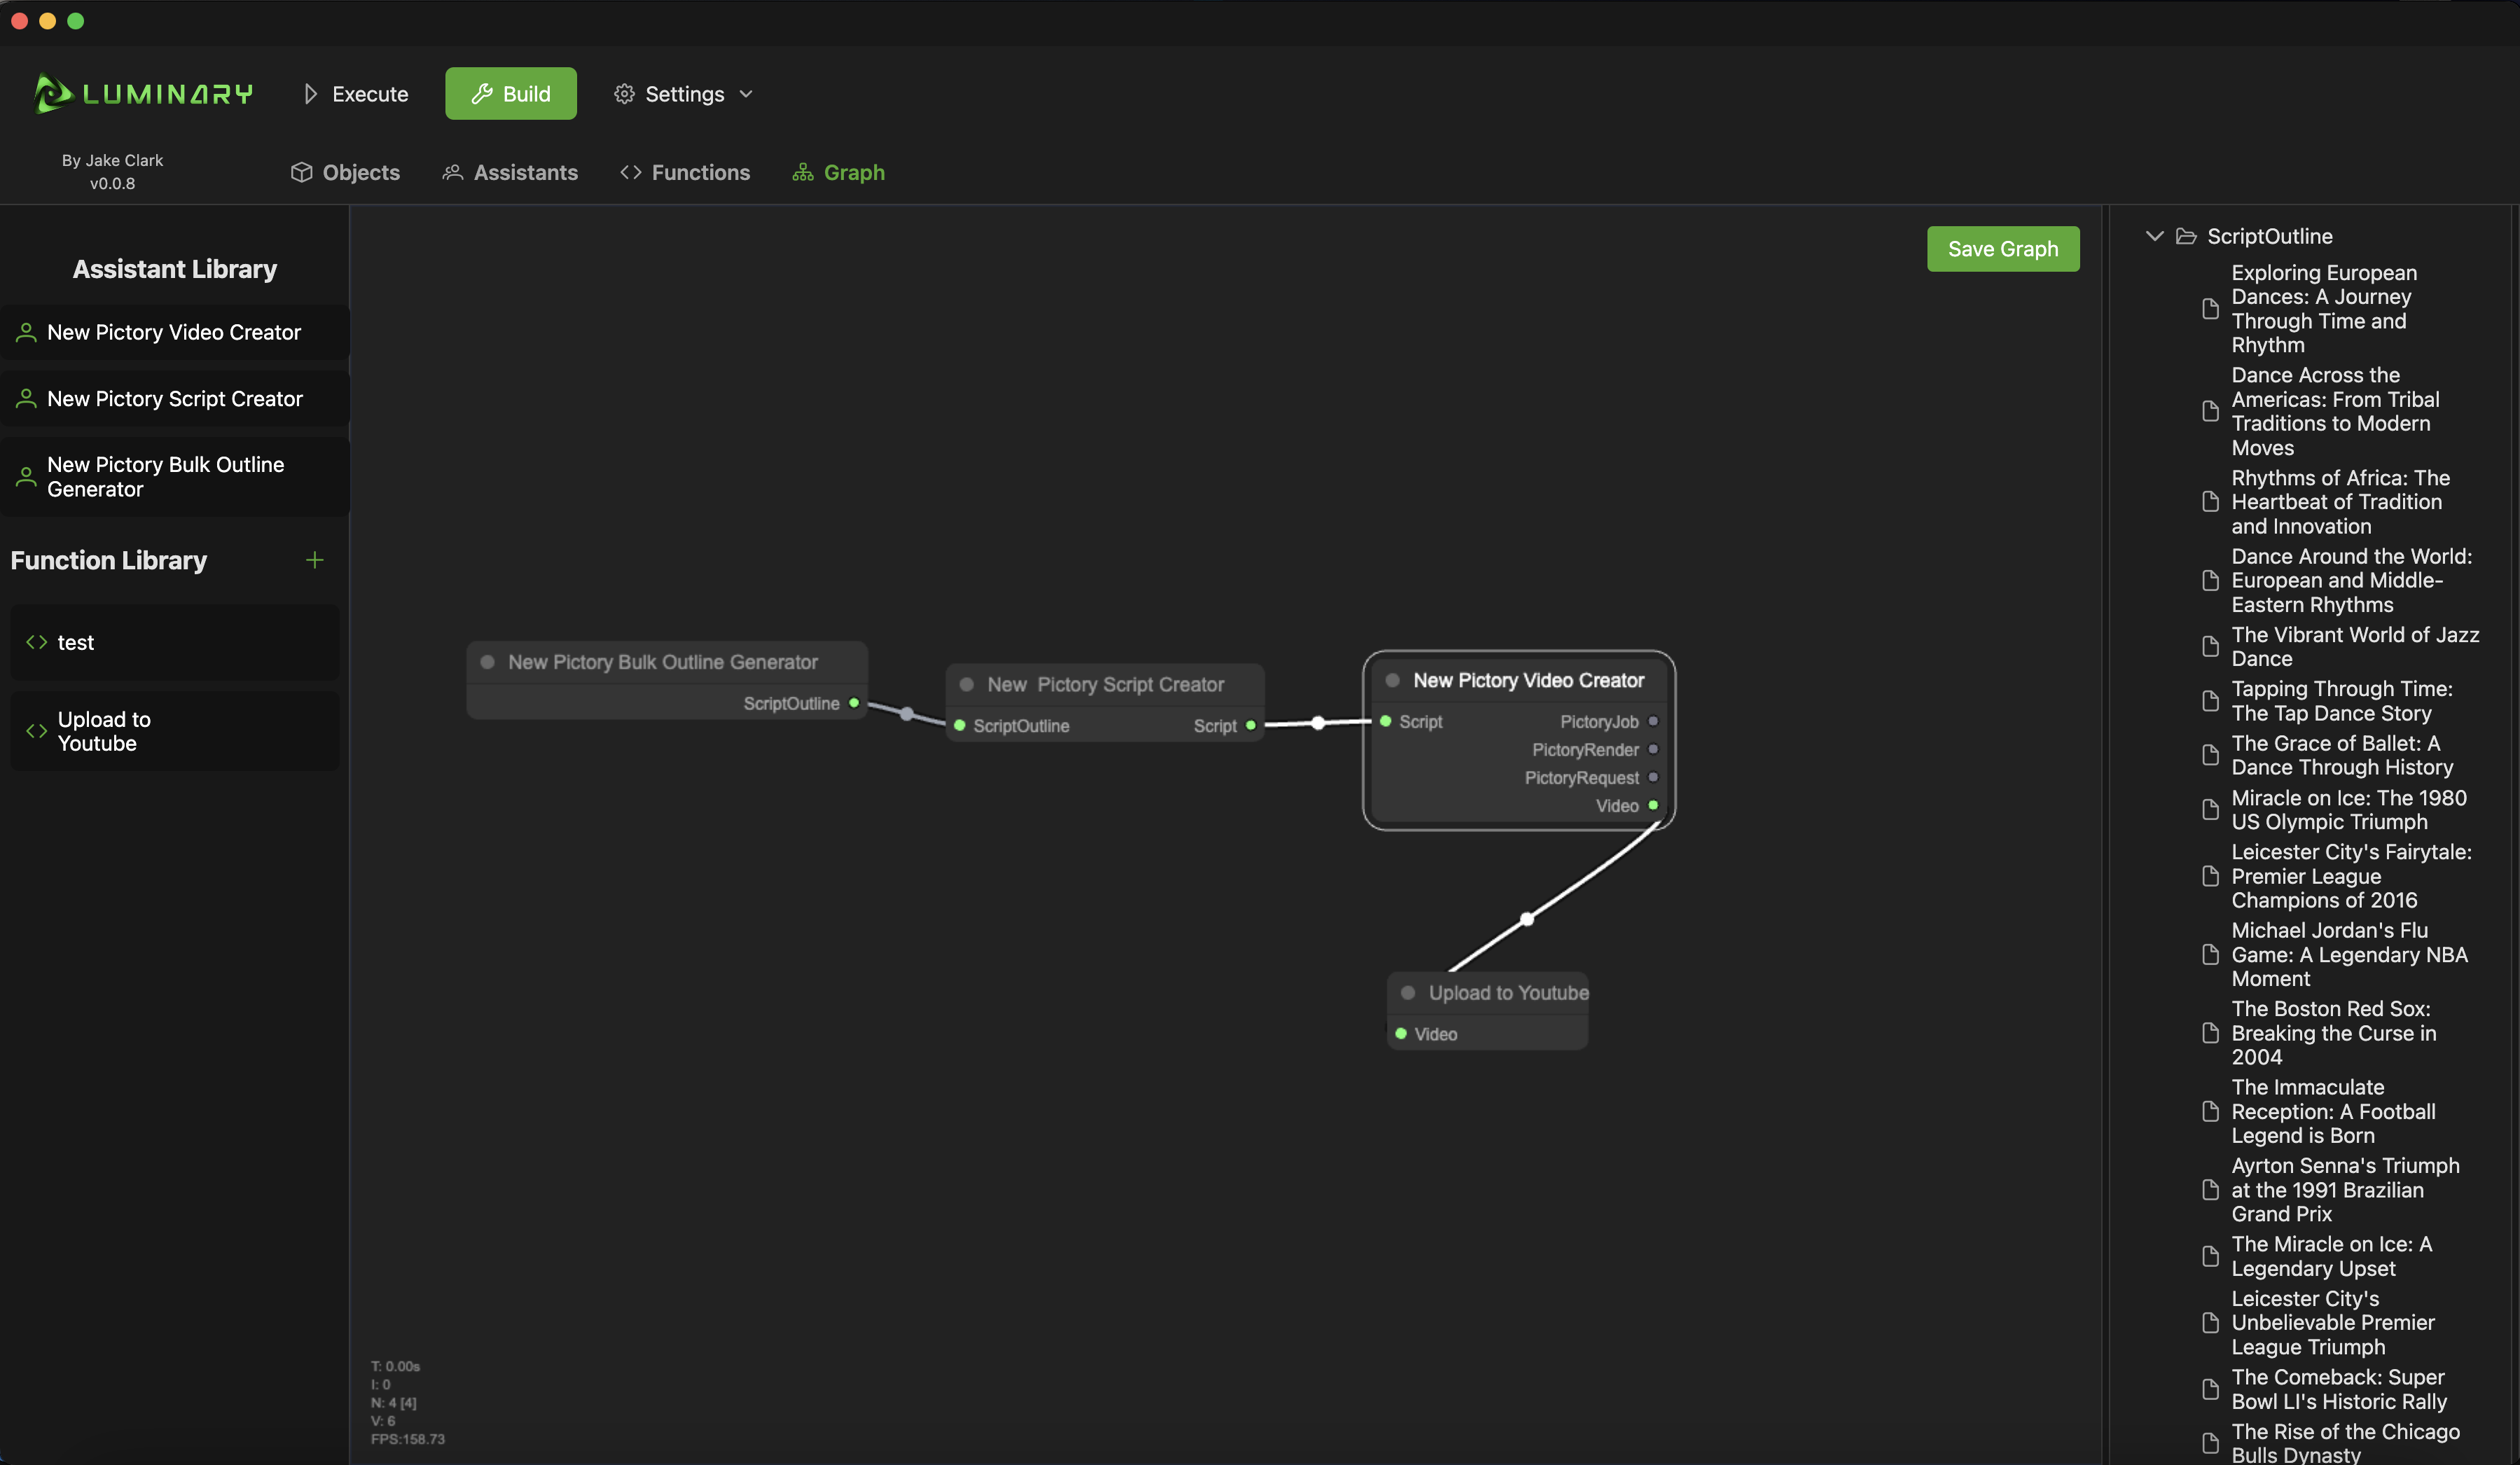 LUMINARY
Execute
Build
Settings
By Jake Clark
v0.0.8
Objects
Assistants
Functions
Graph
Assistant Library
New Pictory Video Creator
New Pictory Script Creator
New Pictory Bulk Outline
Generator
Function Library
test
Upload to
Youtube
Save Graph
New Pictory Bulk Outline Generator
ScriptOutline
New Pictory Script Creator
ScriptOutline
Script
New Pictory Video Creator
Script
PictoryJob
PictoryRender
PictoryRequest
Video
Upload to Youtube
Video
T: 0.00s
I: 0
N: 4 [4]
V: 6
FPS:158.73
ScriptOutline
Exploring European
Dances: A Journey
Through Time and
Rhythm
Dance Across the
Americas: From Tribal
Traditions to Modern
Moves
Rhythms of Africa: The
Heartbeat of Tradition
and Innovation
Dance Around the World:
European and Middle-
Eastern Rhythms
The Vibrant World of Jazz
Dance
Tapping Through Time:
The Tap Dance Story
The Grace of Ballet: A
Dance Through History
Miracle on Ice: The 1980
US Olympic Triumph
Leicester City's Fairytale:
Premier League
Champions of 2016
Michael Jordan's Flu
Game: A Legendary NBA
Moment
The Boston Red Sox:
Breaking the Curse in
2004
The Immaculate
Reception: A Football
Legend is Born
Ayrton Senna's Triumph
at the 1991 Brazilian
Grand Prix
The Miracle on Ice: A
Legendary Upset
Leicester City's
Unbelievable Premier
League Triumph
The Comeback: Super
Bowl LI's Historic Rally
The Rise of the Chicago
Bulls Dynasty